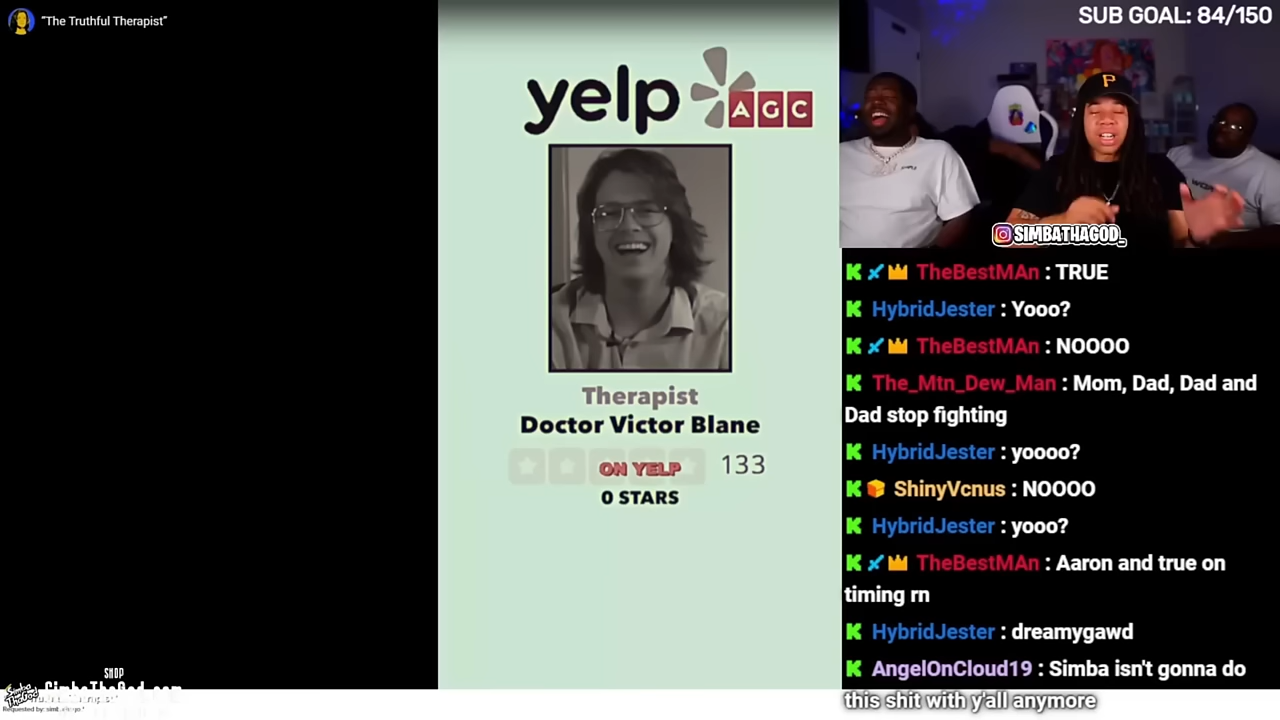 "The Truthful Therapist"
SUB GOAL: 84/150
yelp
AGC
Therapist
Doctor Victor Blane
ON YELP 133
0 STARS
P
SIMBATHAGOD_
TheBestMAn : TRUE
HybridJester : Yooo?
TheBestMAn : NOOOO
The_Mtn_Dew_Man : Mom, Dad, Dad and
Dad stop fighting
HybridJester : yoooo?
ShinyVcnus : NOOOO
HybridJester : yooo?
TheBestMAn : Aaron and true on
timing rn
HybridJester : dreamygawd
AngelOnCloud19 : Simba isn't gonna do
this shit with y'all anymore
SHOP
SimbaTheGod.com